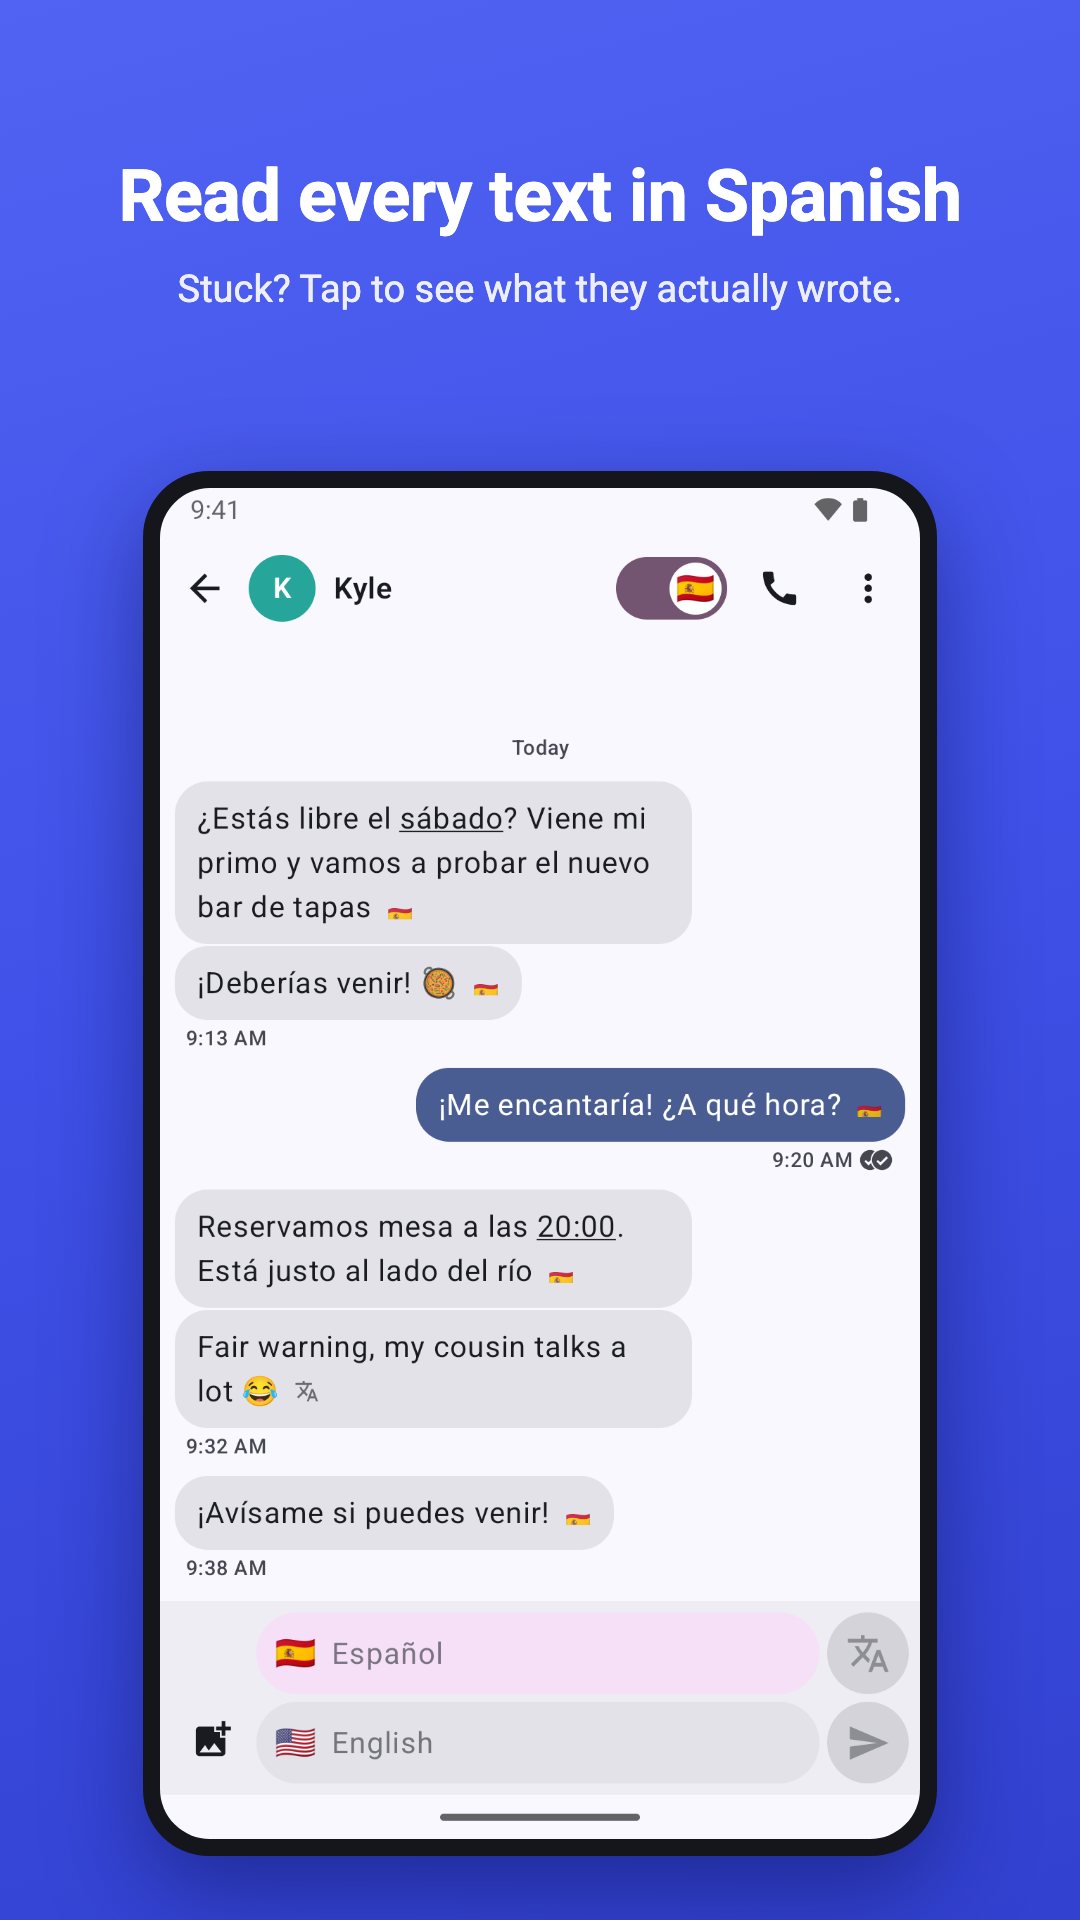 Read every text in Spanish
Stuck? Tap to see what they actually wrote.
9:41
K
Kyle
Today
¿Estás libre el sábado? Viene mi
primo y vamos a probar el nuevo
bar de tapas 🇪🇸
¡Deberías venir! 🥘 🇪🇸
9:13 AM
¡Me encantaría! ¿A qué hora? 🇪🇸
9:20 AM
Reservamos mesa a las 20:00.
Está justo al lado del río 🇪🇸
Fair warning, my cousin talks a
lot 😂
9:32 AM
¡Avísame si puedes venir! 🇪🇸
9:38 AM
🇪🇸 Español
🇺🇸 English